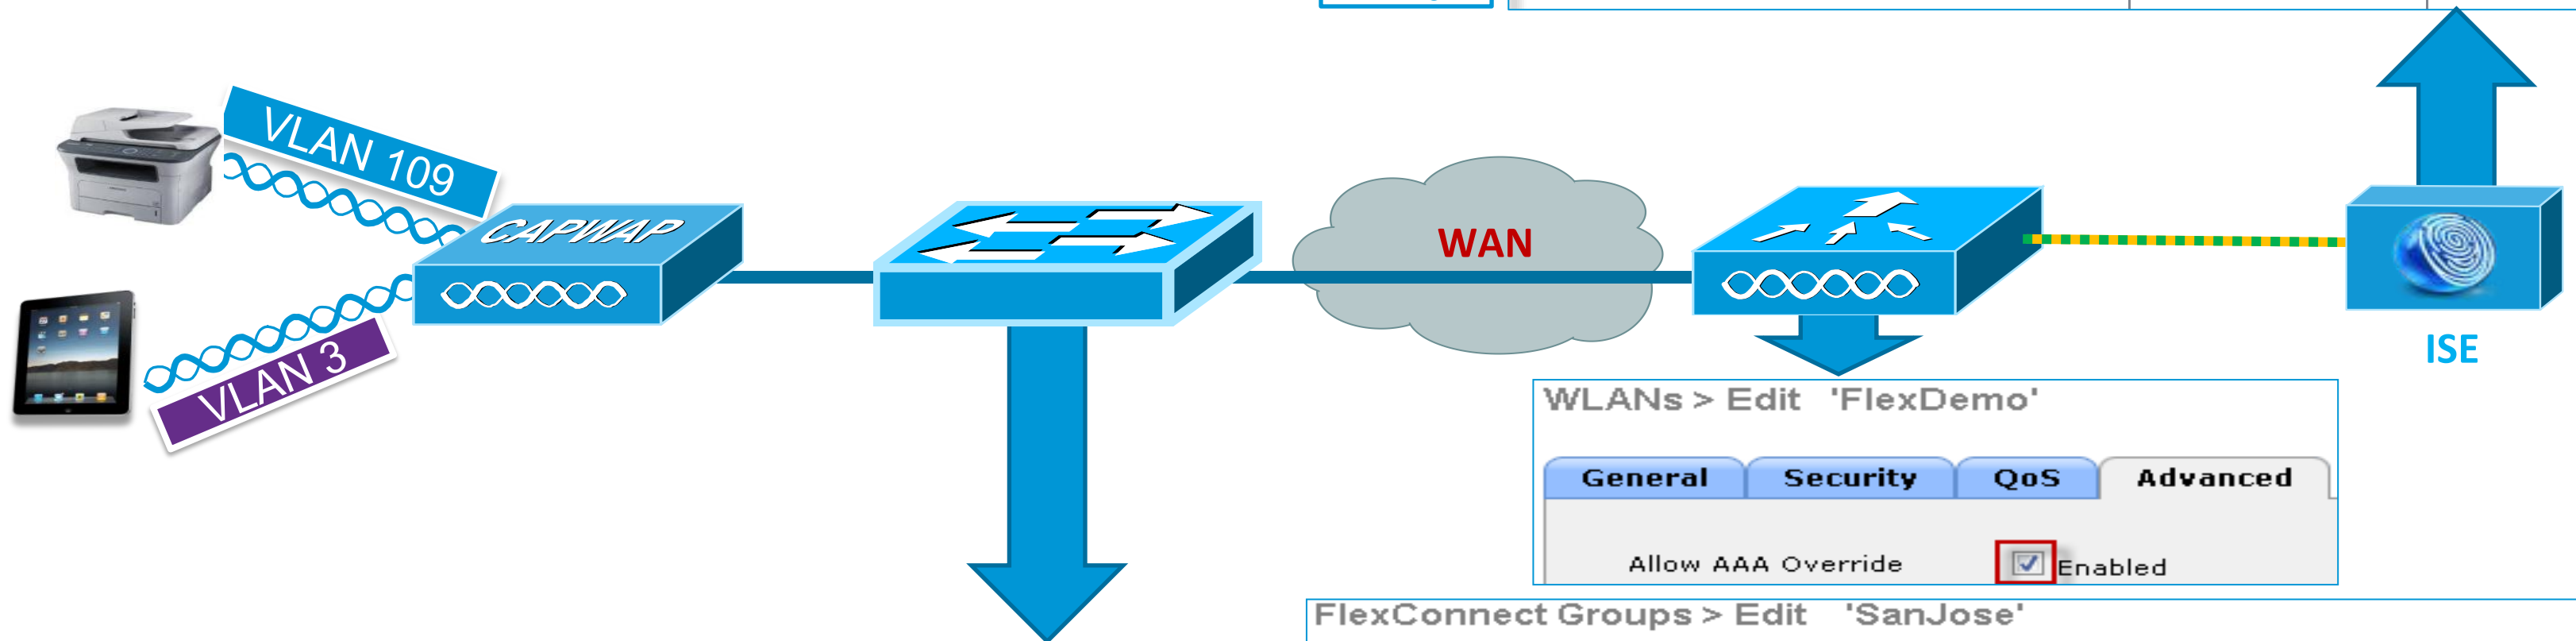 VLAN 109
CAPWAP
VLAN 3
WAN
ISE
WLANs > Edit 'FlexDemo'
General Security QoS Advanced
Allow AAA Override Enabled
FlexConnect Groups > Edit 'SanJose'